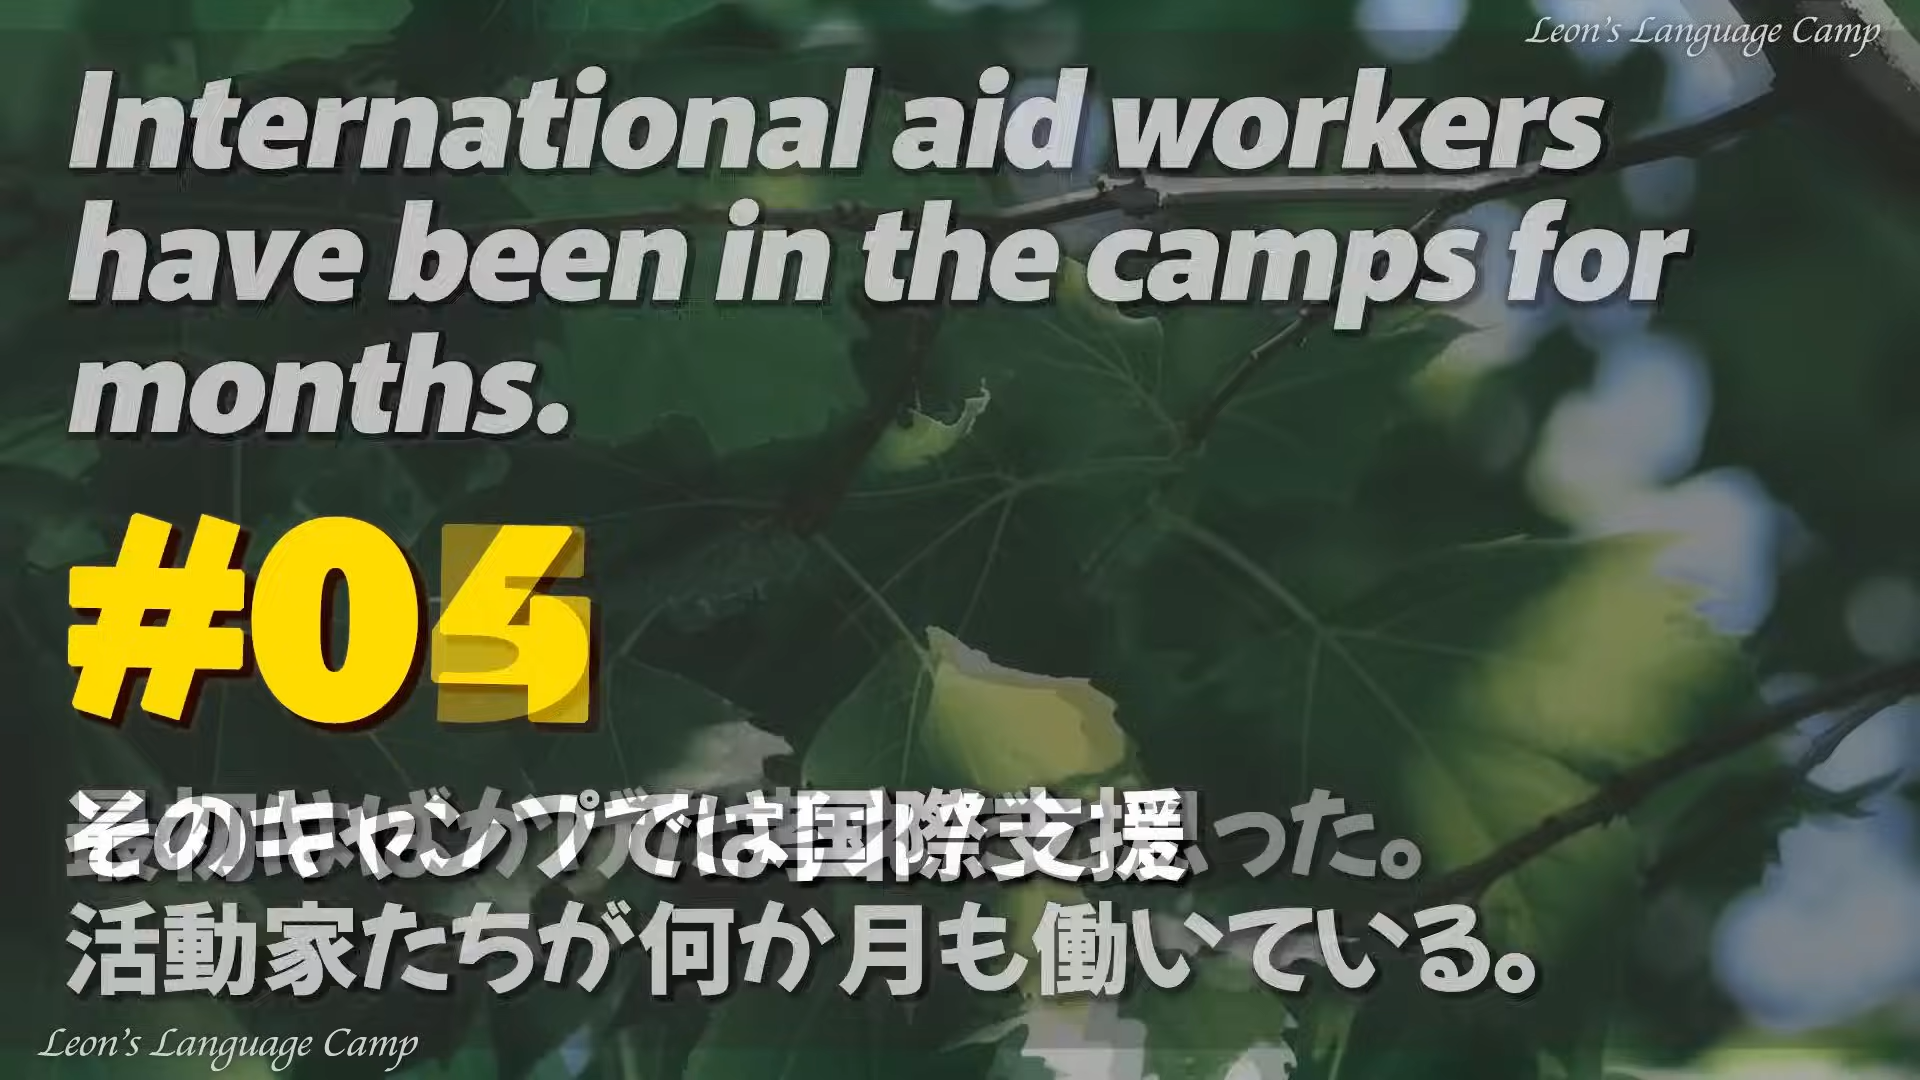 Leon's Language Camp
International aid workers
have been in the camps for
months.
#04
そのキャンプでは国際支援
活動家たちが何か月も働いている。
Leon's Language Camp